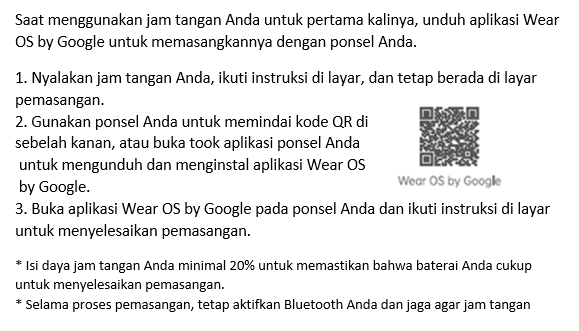 Saat menggunakan jam tangan Anda untuk pertama kalinya, unduh aplikasi Wear
OS by Google untuk memasangkannya dengan ponsel Anda.
1. Nyalakan jam tangan Anda, ikuti instruksi di layar, dan tetap berada di layar
pemasangan.
2. Gunakan ponsel Anda untuk memindai kode QR di
sebelah kanan, atau buka took aplikasi ponsel Anda
untuk mengunduh dan menginstal aplikasi Wear OS
by Google.
Wear OS by Google
3. Buka aplikasi Wear OS by Google pada ponsel Anda dan ikuti instruksi di layar
untuk menyelesaikan pemasangan.
* Isi daya jam tangan Anda minimal 20% untuk memastikan bahwa baterai Anda cukup
untuk menyelesaikan pemasangan.
* Selama proses pemasangan, tetap aktifkan Bluetooth Anda dan jaga agar jam tangan